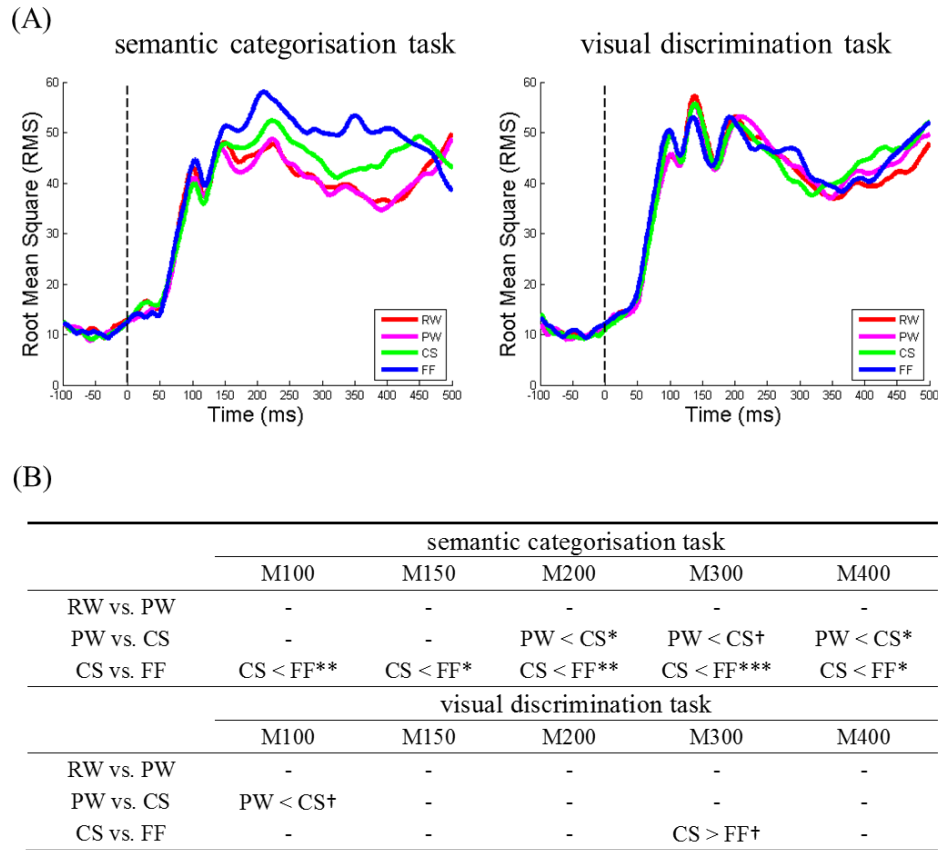 (A)
semantic categorisation task
visual discrimination task
60
50
40
30
20
10
0
Root Mean Square (RMS)
-100 -50 0 50 100 150 200 250 300 350 400 450 500
Time (ms)
RW
PW
CS
FF
60
50
40
30
20
10
0
Root Mean Square (RMS)
-100 -50 0 50 100 150 200 250 300 350 400 450 500
Time (ms)
RW
PW
CS
FF
(B)
semantic categorisation task
M100 M150 M200 M300 M400
RW vs. PW - - - - -
PW vs. CS - - PW < CS* PW < CS† PW < CS*
CS vs. FF CS < FF** CS < FF* CS < FF** CS < FF*** CS < FF*
visual discrimination task
M100 M150 M200 M300 M400
RW vs. PW - - - - -
PW vs. CS PW < CS† - - - -
CS vs. FF - - - CS > FF† -